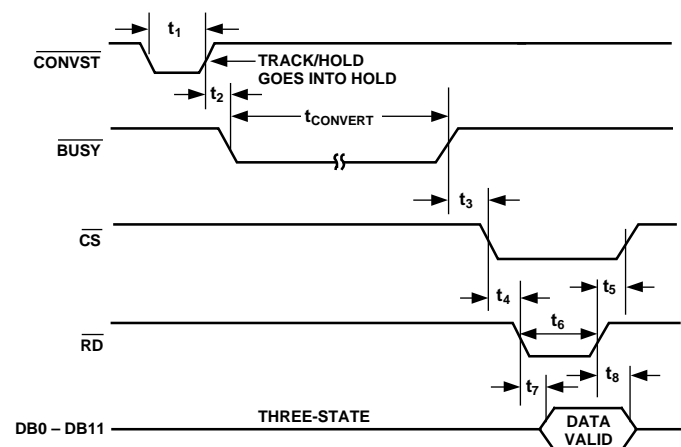 t1
CONVST
TRACK/HOLD
GOES INTO HOLD
t2
tCONVERT
BUSY
t3
CS
t4
t5
t6
RD
t7
t8
THREE-STATE
DB0 – DB11
DATA
VALID